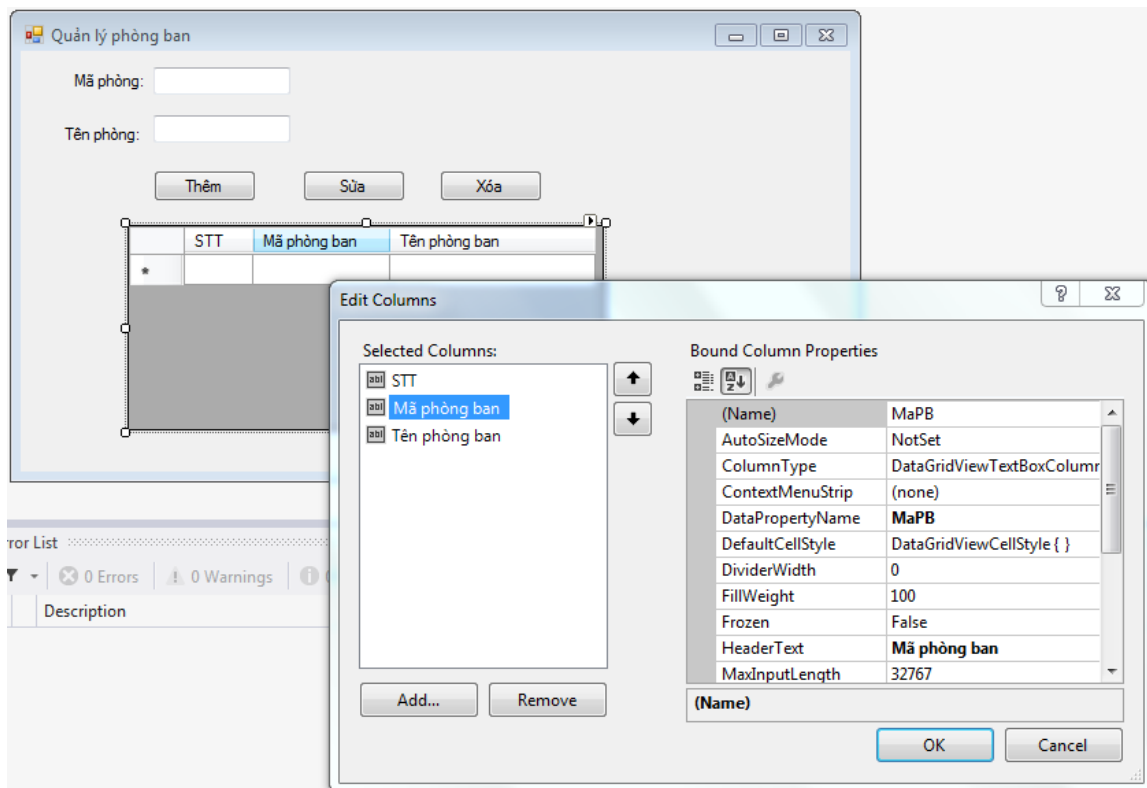 Quản lý phòng ban
Mã phòng:
Tên phòng:
Thêm Sửa Xóa
STT Mã phòng ban Tên phòng ban
*
Edit Columns
Selected Columns: Bound Column Properties
STT
Mã phòng ban
Tên phòng ban
(Name) MaPB
AutoSizeMode NotSet
ColumnType DataGridViewTextBoxColumn
ContextMenuStrip (none)
DataPropertyName MaPB
DefaultCellStyle DataGridViewCellStyle { }
DividerWidth 0
FillWeight 100
Frozen False
HeaderText Mã phòng ban
MaxInputLength 32767
Add... Remove
(Name)
OK Cancel
rror List
0 Errors 0 Warnings
Description